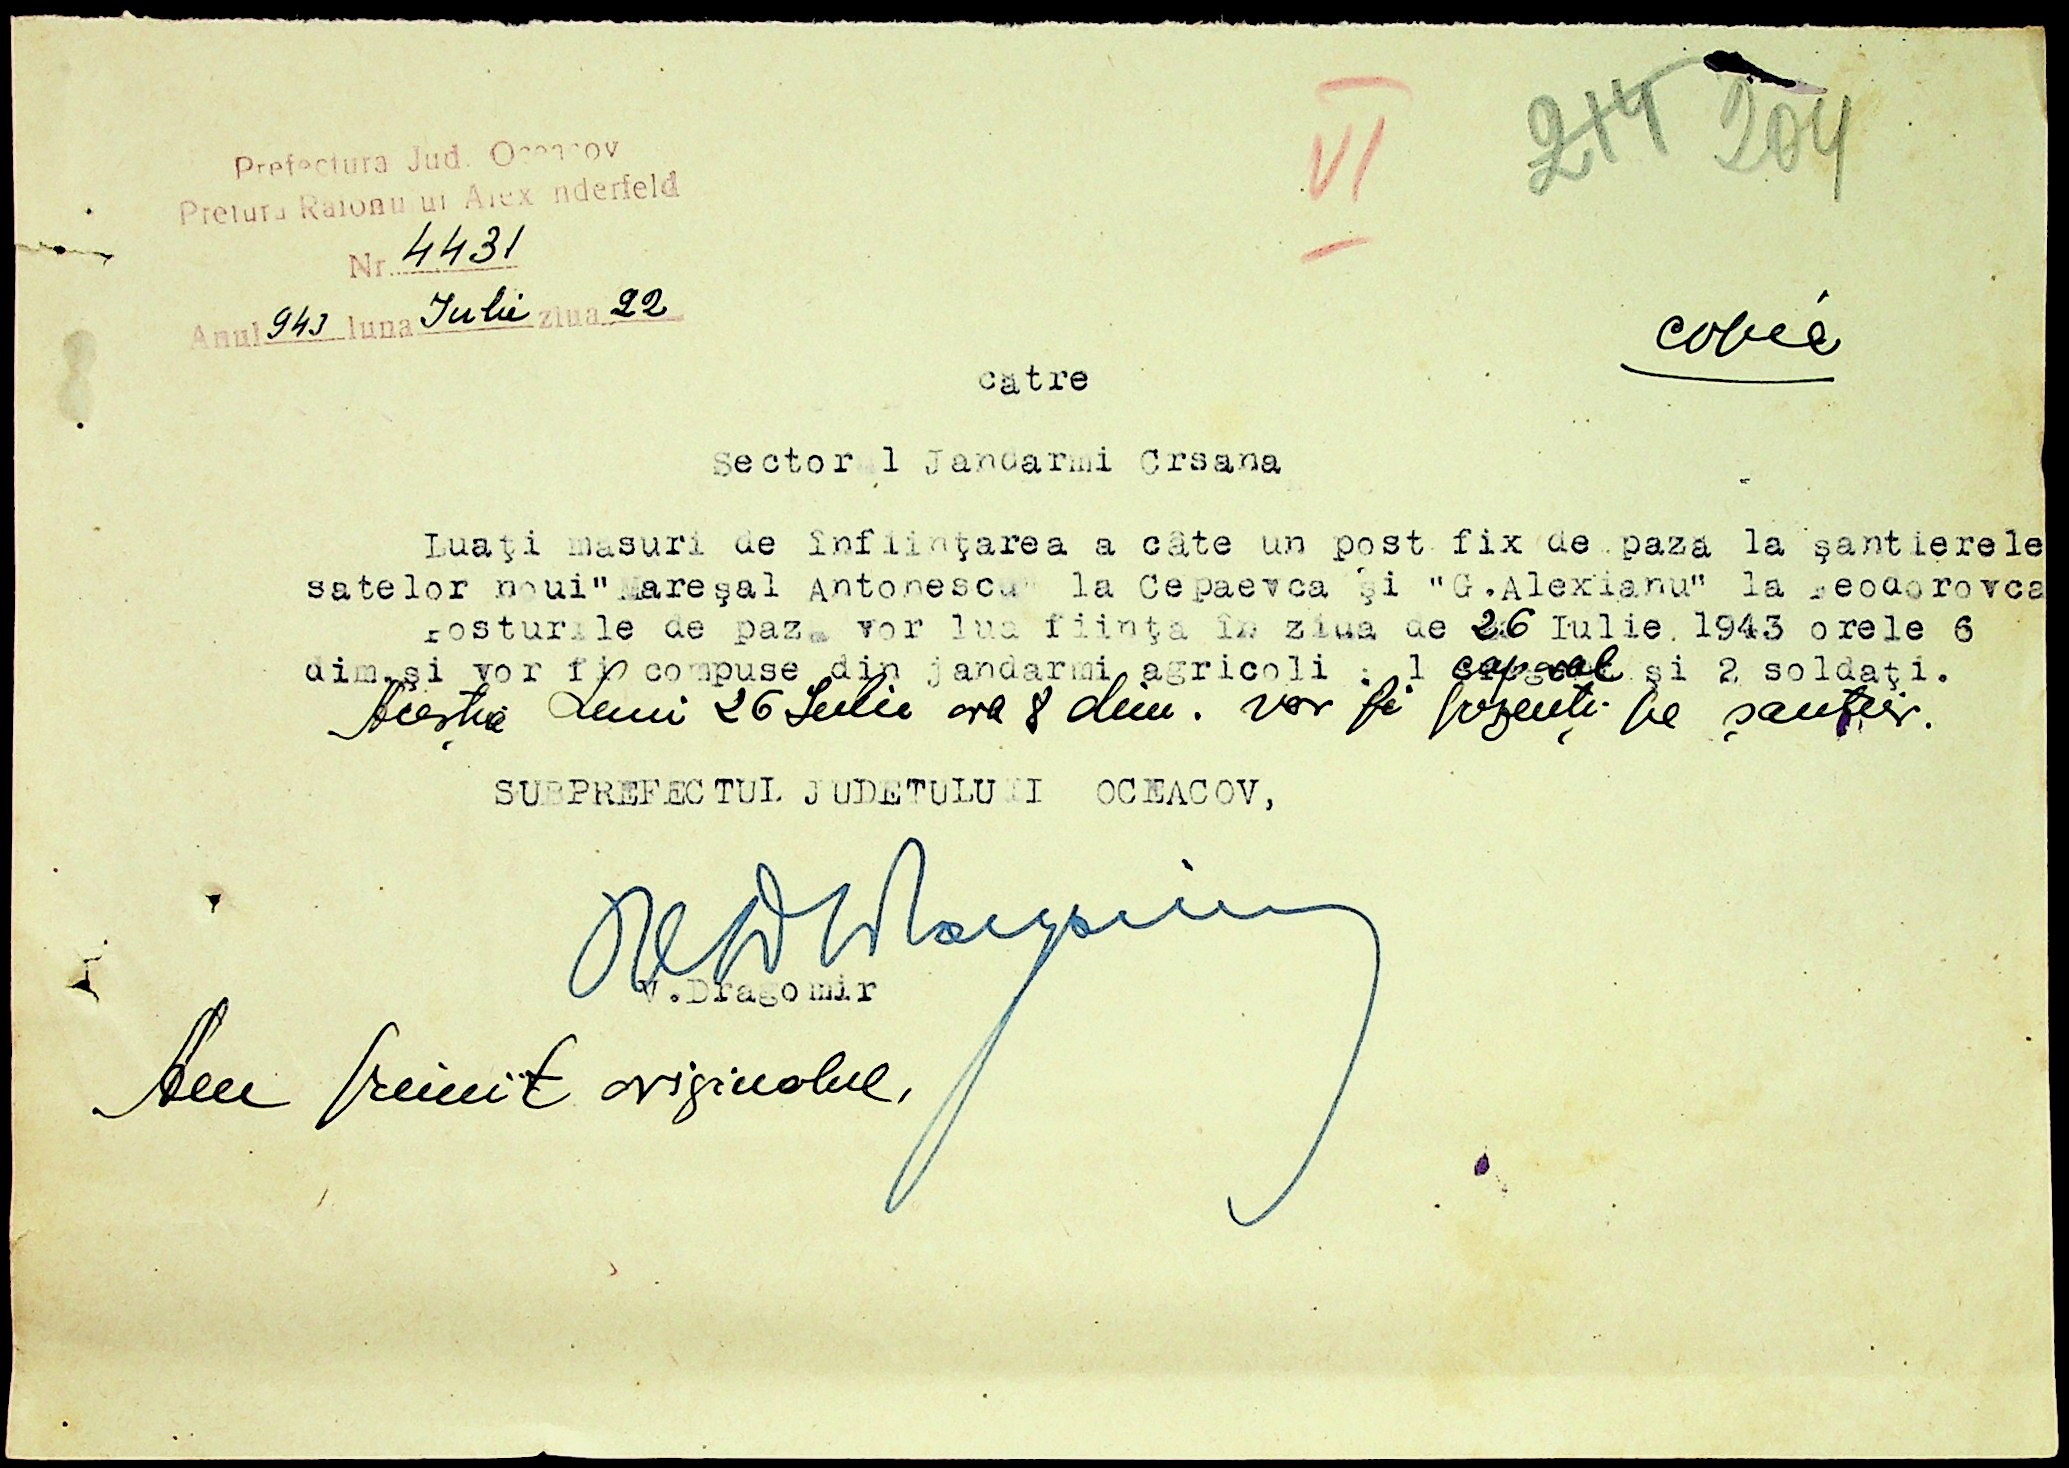 VI
214 204
Prefectura Jud. Oceacov
Pretura Raionului Alexanderfeld
Nr. 4431
Anul 943 luna Iulie ziua 22
copie
către
Sectorul Jandarmi Crsana
Luaţi masuri de înfiinţarea a câte un post fix de paza la şantierele
satelor noui"Mareşal Antonescu" la Cepaevca şi "G.Alexianu" la Feodorovca
Posturile de paza vor lua fiinţa în ziua de 26 Iulie 1943 orele 6
dim.şi vor fi compuse din jandarmi agricoli : 1 caporal şi 2 soldaţi.
Aceştia Luni 26 Iulie ora 8 dim. vor fi prezenţi pe şantier.
SUBPREFECTUL JUDETULUII OCEACOV,
V.Dragomir
Am primit originalul,